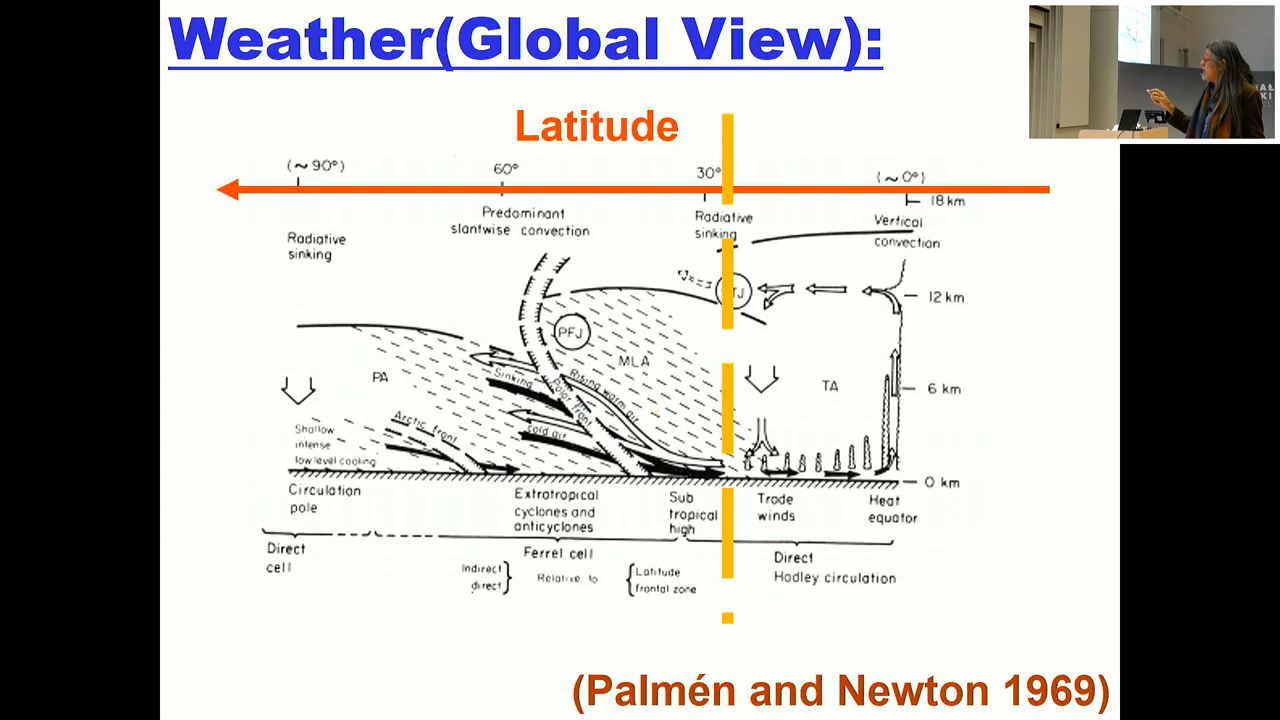 Weather(Global View):
Latitude
(~90°)
60°
30°
(~0°)
18 km
Radiative
sinking
Predominant
slantwise convection
Radiative
sinking
Vertical
convection
12 km
PFJ
MLA
PA
TA
6 km
Sinking
Rising warm air
Polar front
Arctic front
cold air
Shallow
intense
low level cooling
0 km
Circulation
pole
Extratropical
cyclones and
anticyclones
Sub
tropical
high
Trade
winds
Heat
equator
Direct
cell
Ferrel cell
Direct
Hadley circulation
Indirect
direct
Relative to
Latitude
frontal zone
(Palmén and Newton 1969)